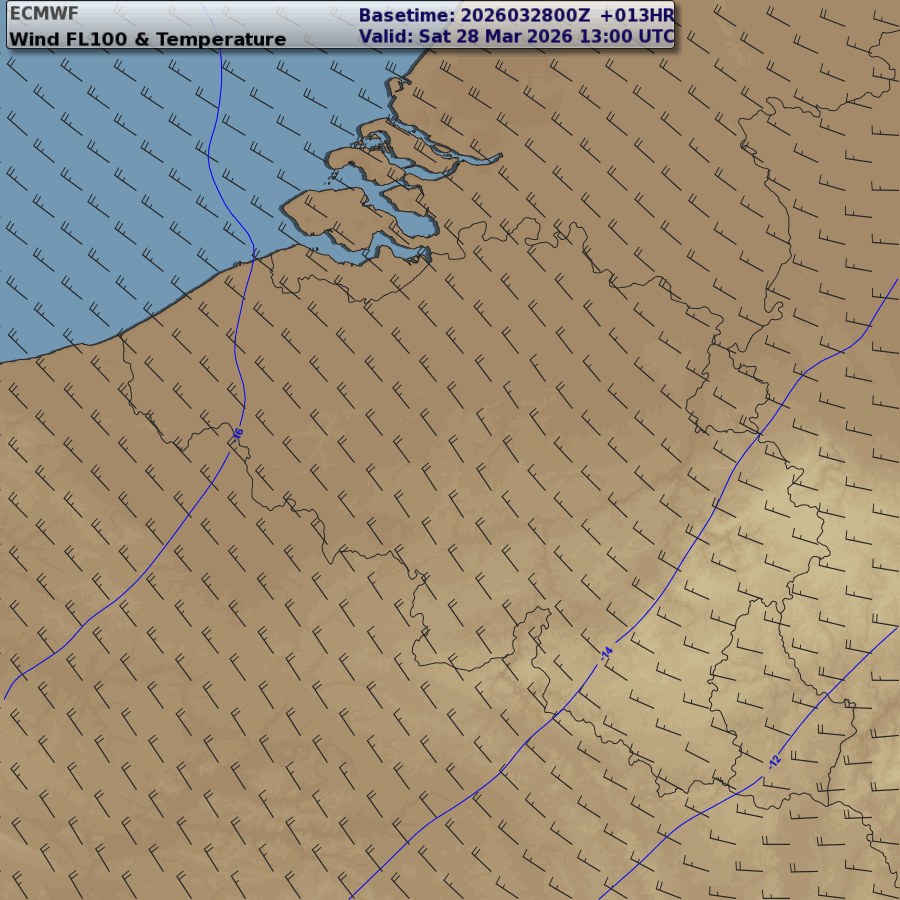 ECMWF
Wind FL100 & Temperature
Basetime: 2026032800Z +013HR
Valid: Sat 28 Mar 2026 13:00 UTC
16
-14
-12